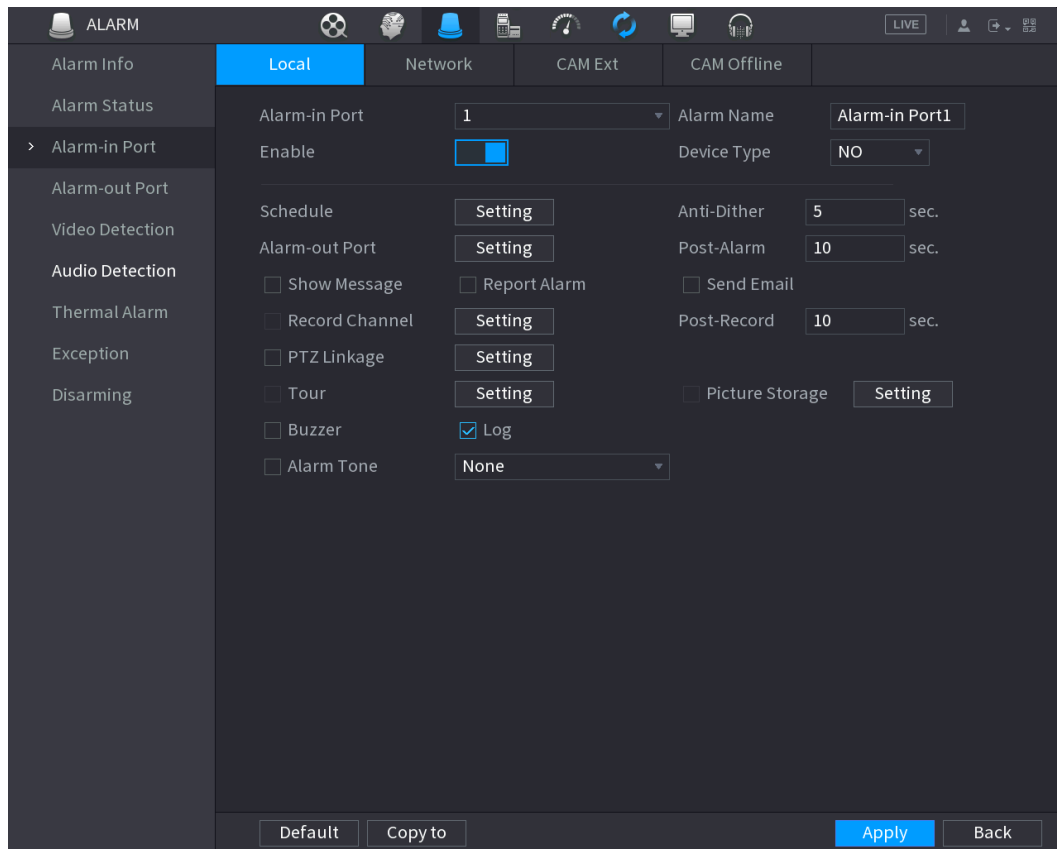 ALARM LIVE
Alarm Info
Alarm Status
> Alarm-in Port
Alarm-out Port
Video Detection
Audio Detection
Thermal Alarm
Exception
Disarming
Local Network CAM Ext CAM Offline
Alarm-in Port 1 Alarm Name Alarm-in Port1
Enable Device Type NO
Schedule Setting Anti-Dither 5 sec.
Alarm-out Port Setting Post-Alarm 10 sec.
Show Message Report Alarm Send Email
Record Channel Setting Post-Record 10 sec.
PTZ Linkage Setting
Tour Setting Picture Storage Setting
Buzzer Log
Alarm Tone None
Default Copy to Apply Back